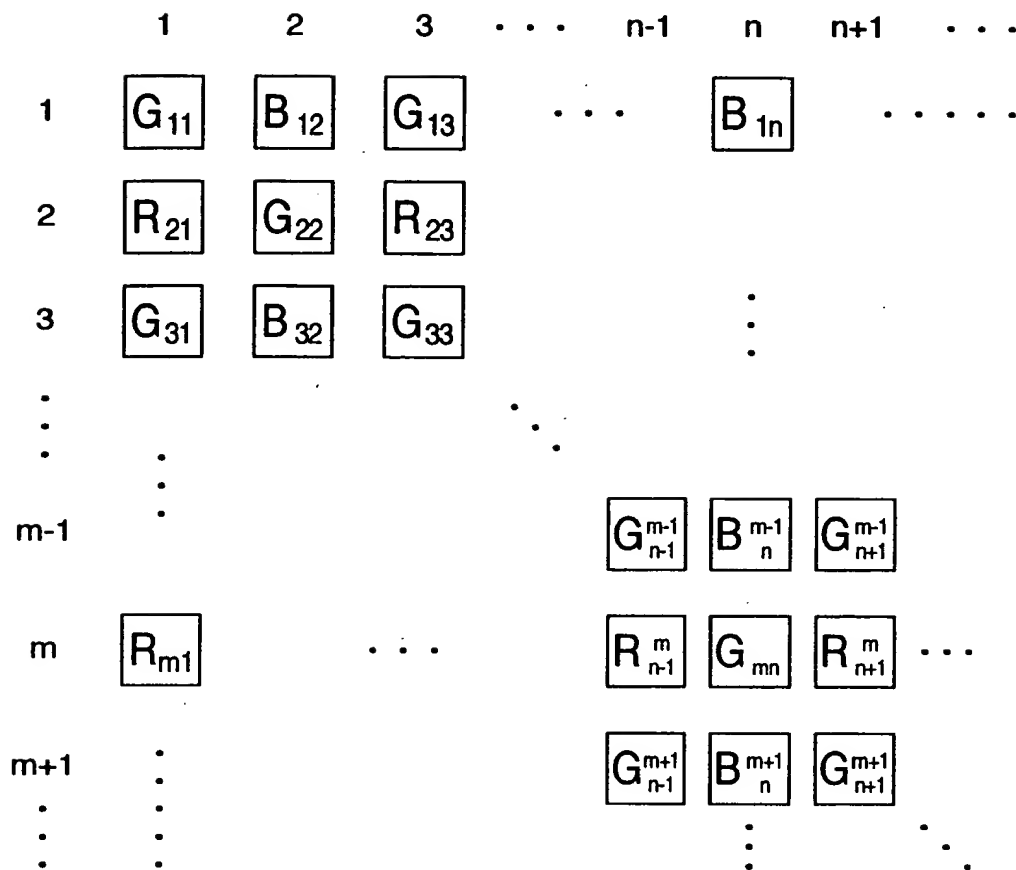 1 2 3 · · · n-1 n n+1 · · ·
1 G11 B12 G13 · · · B1n · · · · ·
2 R21 G22 R23
3 G31 B32 G33
m-1 G^{m-1}_{n-1} B^{m-1}_{n} G^{m-1}_{n+1}
m Rm1 · · · R^{m}_{n-1} Gmn R^{m}_{n+1} · · ·
m+1 G^{m+1}_{n-1} B^{m+1}_{n} G^{m+1}_{n+1}